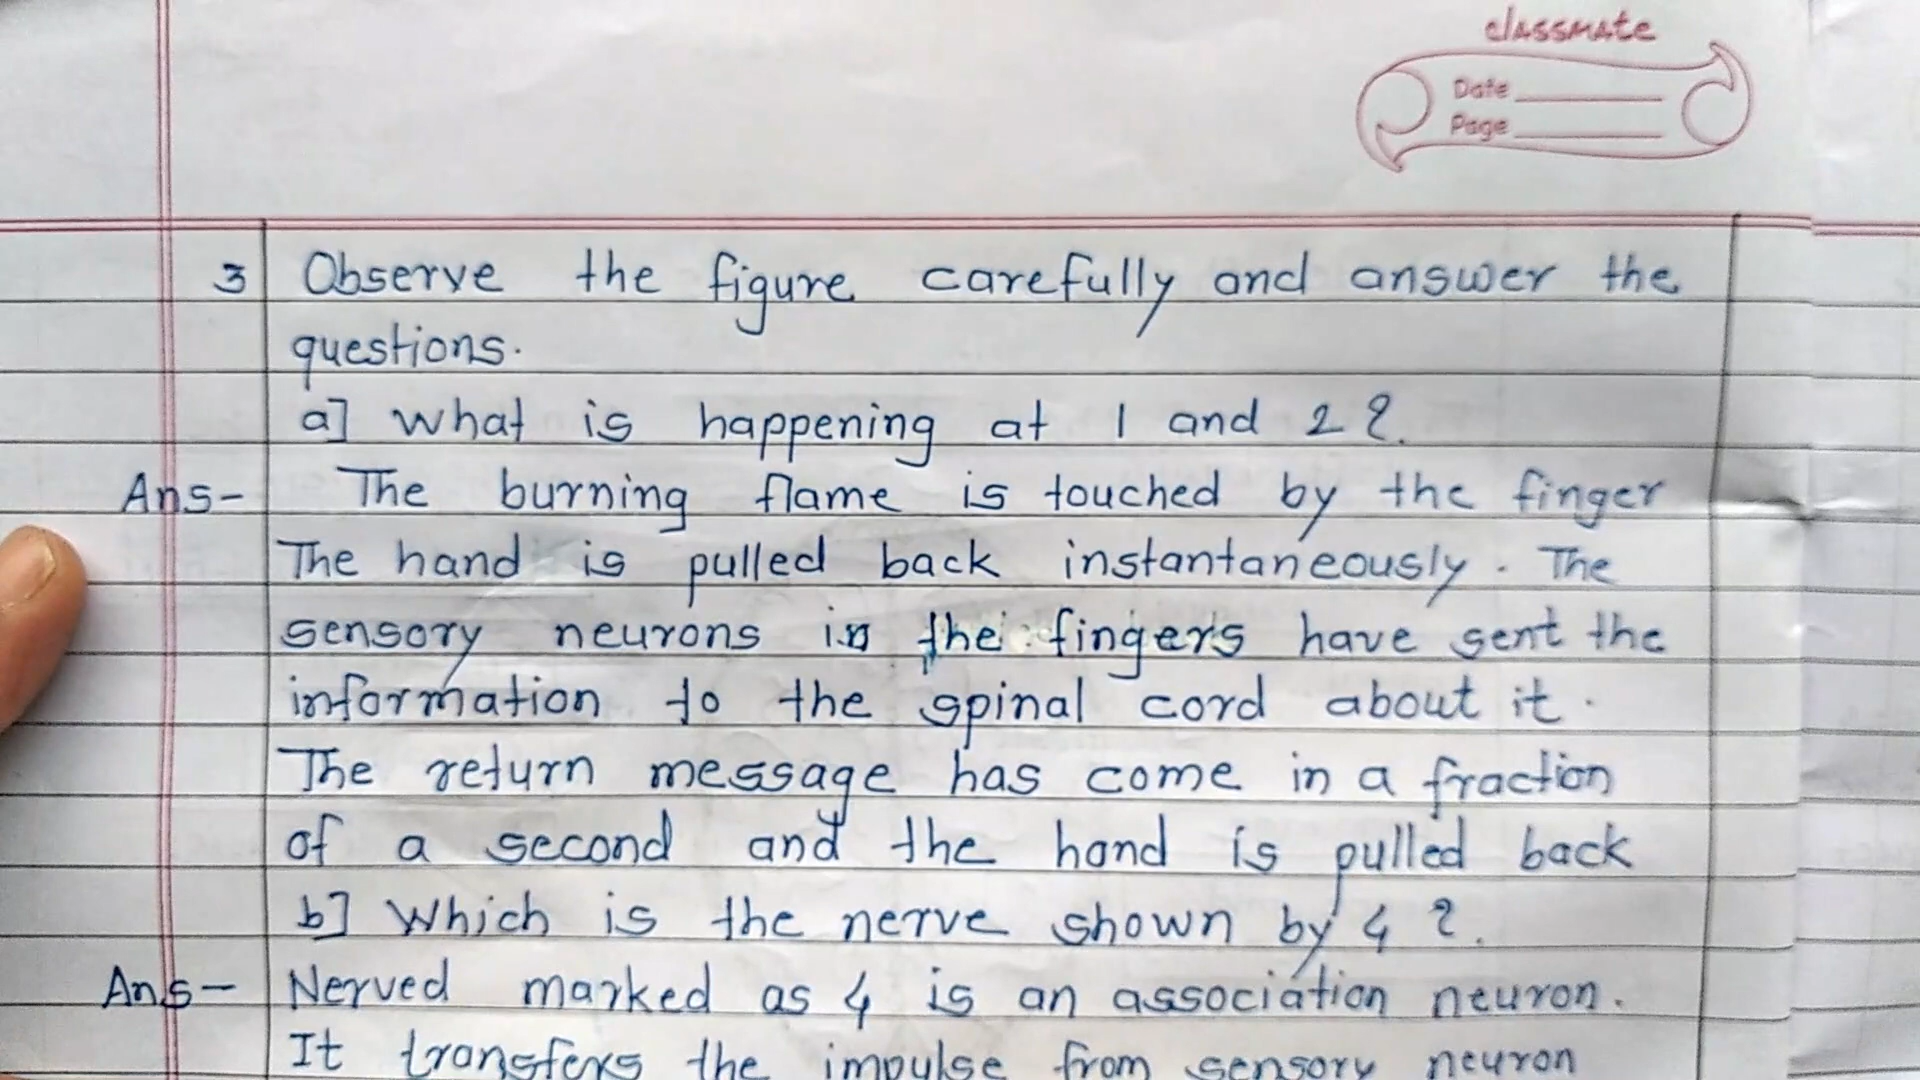 classmate
Date
Page
3 Observe the figure carefully and answer the
questions.
a] What is happening at 1 and 2 ?.
Ans- The burning flame is touched by the finger
The hand is pulled back instantaneously. The
sensory neurons in the fingers have sent the
information to the spinal cord about it.
The return message has come in a fraction
of a second and the hand is pulled back
b] Which is the nerve shown by 4 ?.
Ans- Nerved marked as 4 is an association neuron.
It transfers the impulse from sensory neuron